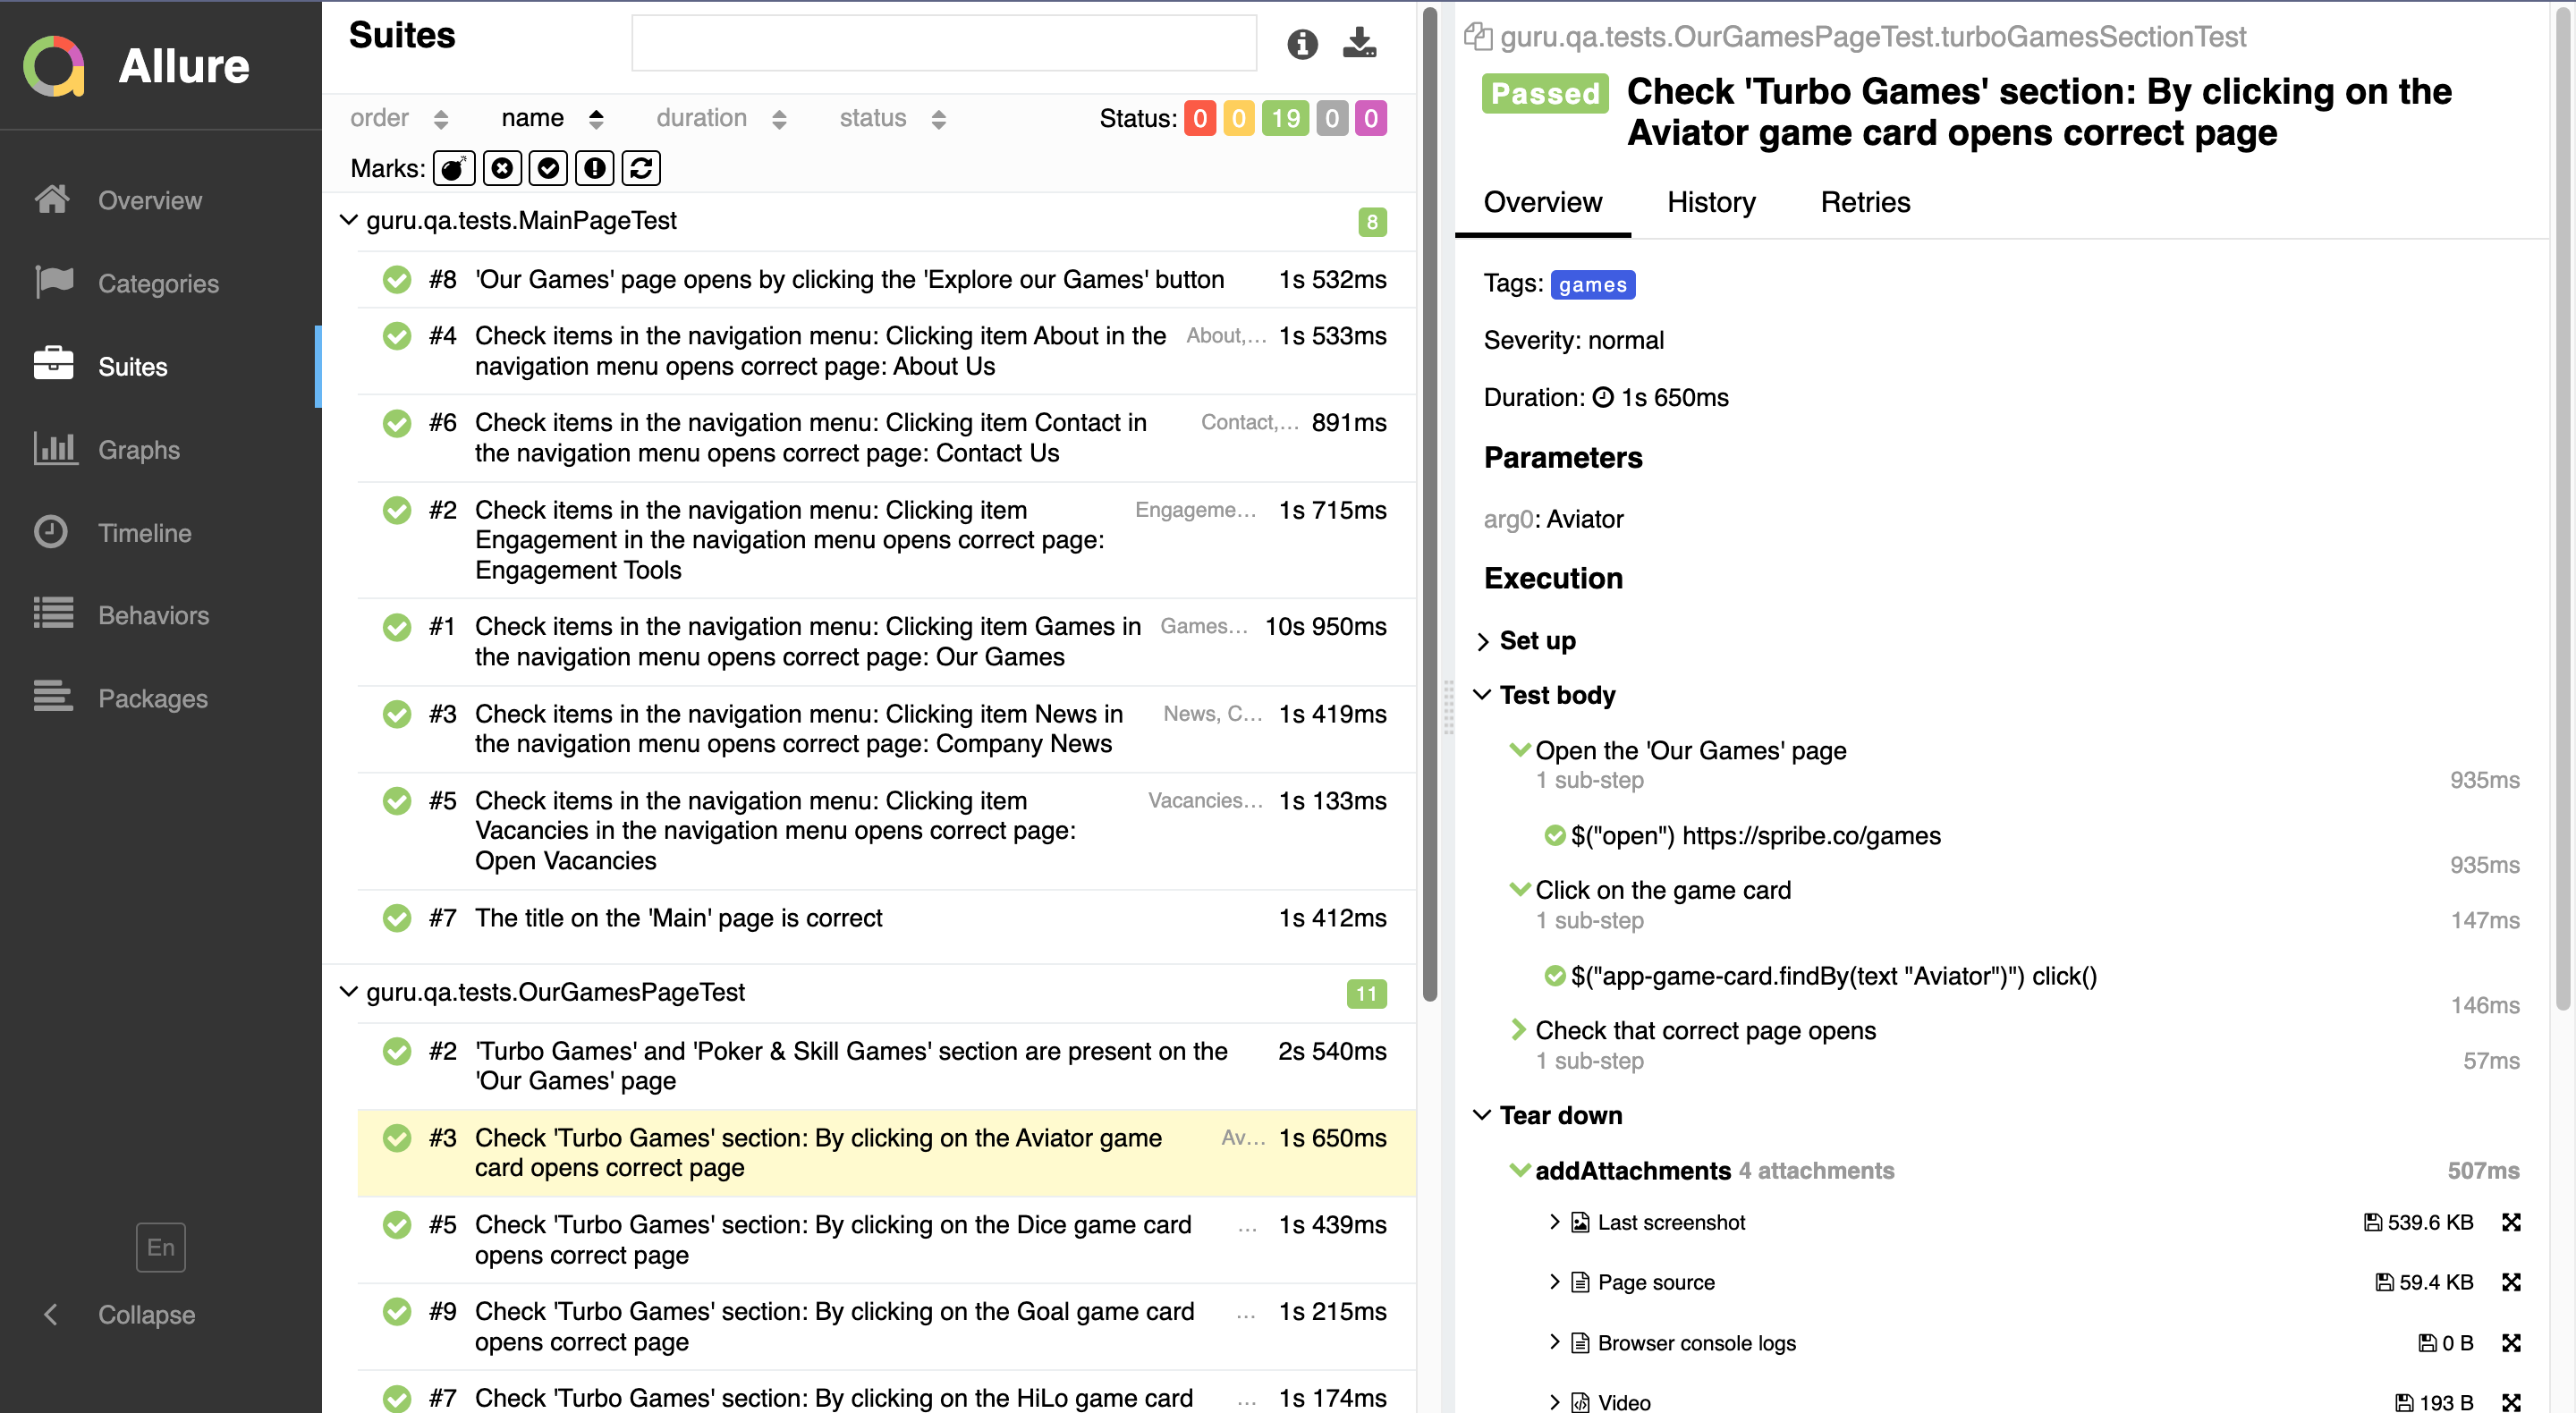 Allure
Overview
Categories
Suites
Graphs
Timeline
Behaviors
Packages
En
Collapse
Suites
order name duration status Status: 0 0 19 0 0
Marks:
guru.qa.tests.MainPageTest 8
#8 'Our Games' page opens by clicking the 'Explore our Games' button 1s 532ms
#4 Check items in the navigation menu: Clicking item About in the About,... 1s 533ms
navigation menu opens correct page: About Us
#6 Check items in the navigation menu: Clicking item Contact in Contact,... 891ms
the navigation menu opens correct page: Contact Us
#2 Check items in the navigation menu: Clicking item Engageme... 1s 715ms
Engagement in the navigation menu opens correct page:
Engagement Tools
#1 Check items in the navigation menu: Clicking item Games in Games... 10s 950ms
the navigation menu opens correct page: Our Games
#3 Check items in the navigation menu: Clicking item News in News, C... 1s 419ms
the navigation menu opens correct page: Company News
#5 Check items in the navigation menu: Clicking item Vacancies... 1s 133ms
Vacancies in the navigation menu opens correct page:
Open Vacancies
#7 The title on the 'Main' page is correct 1s 412ms
guru.qa.tests.OurGamesPageTest 11
#2 'Turbo Games' and 'Poker & Skill Games' section are present on the 2s 540ms
'Our Games' page
#3 Check 'Turbo Games' section: By clicking on the Aviator game Av... 1s 650ms
card opens correct page
#5 Check 'Turbo Games' section: By clicking on the Dice game card ... 1s 439ms
opens correct page
#9 Check 'Turbo Games' section: By clicking on the Goal game card ... 1s 215ms
opens correct page
#7 Check 'Turbo Games' section: By clicking on the HiLo game card ... 1s 174ms
guru.qa.tests.OurGamesPageTest.turboGamesSectionTest
Passed Check 'Turbo Games' section: By clicking on the
Aviator game card opens correct page
Overview History Retries
Tags: games
Severity: normal
Duration: 1s 650ms
Parameters
arg0: Aviator
Execution
Set up
Test body
Open the 'Our Games' page
1 sub-step 935ms
$("open") https://spribe.co/games
935ms
Click on the game card
1 sub-step 147ms
$("app-game-card.findBy(text "Aviator")") click()
146ms
Check that correct page opens
1 sub-step 57ms
Tear down
addAttachments 4 attachments 507ms
Last screenshot 539.6 KB
Page source 59.4 KB
Browser console logs 0 B
Video 193 B